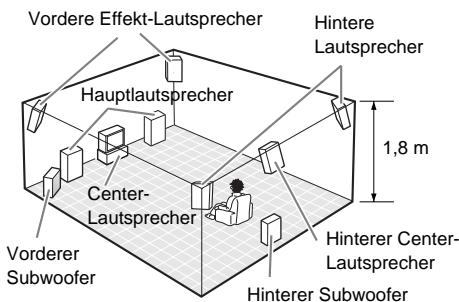 Vordere Effekt-Lautsprecher
Hintere
Lautsprecher
Hauptlautsprecher
1,8 m
Center-
Lautsprecher
Vorderer
Subwoofer
Hinterer Center-
Lautsprecher
Hinterer Subwoofer